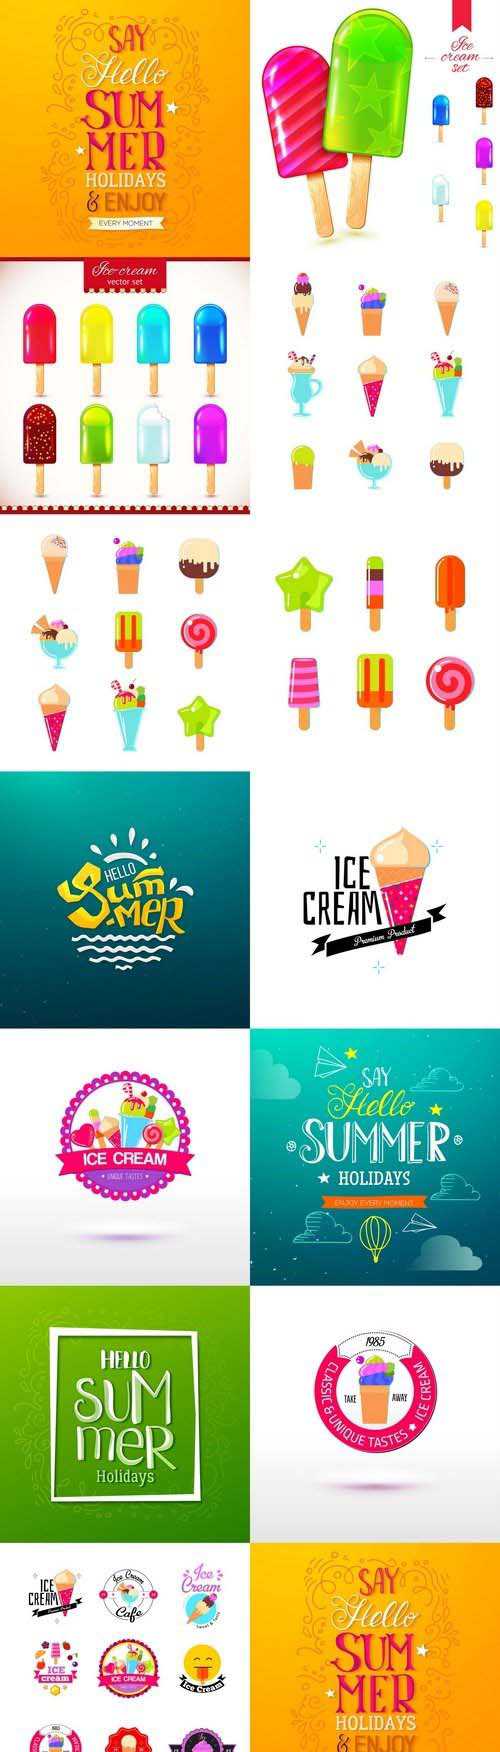 SAY
Hello
SUM
MER
HOLIDAYS
& ENJOY
EVERY MOMENT
Ice
cream
set
Ice-cream
vector set
HELLO
Sum
MER
ICE
CREAM
Premium Product
ICE CREAM
UNIQUE TASTES
SAY
Hello
SUMMER
HOLIDAYS
ENJOY EVERY MOMENT
HELLO
SUM
mer
Holidays
1985
TAKE AWAY
CLASSIC & UNIQUE TASTES ★ ICE CREAM
ICE
CREAM
Ice Cream
Cafe
Ice
Cream
ICE
cream
ICE CREAM
Ice Cream
1985
SAY
Hello
SUM
MER
HOLIDAYS
& ENJOY